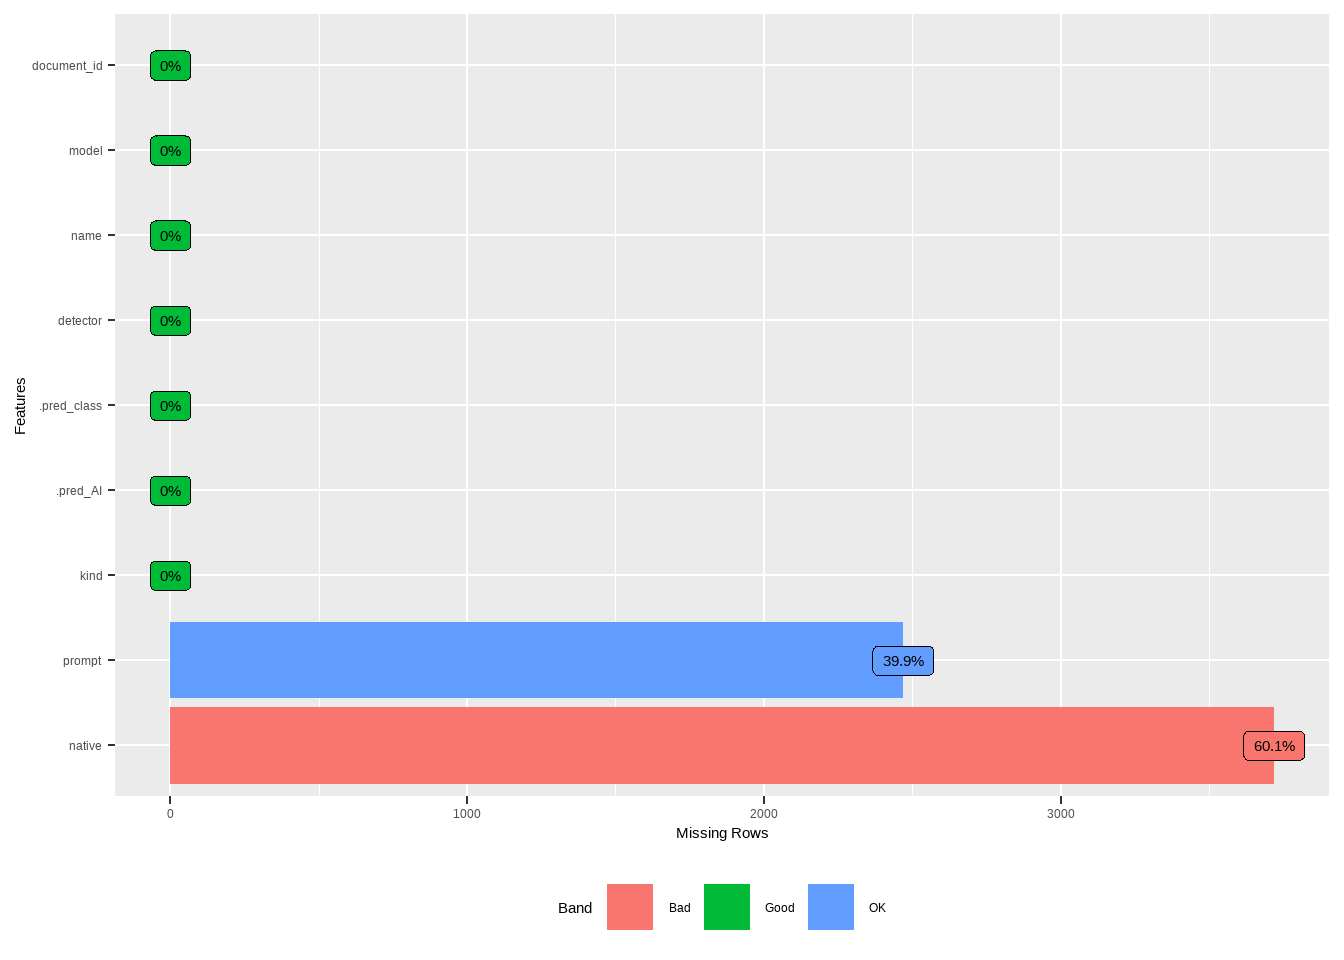 document_id
0%
model
0%
name
0%
detector
0%
.pred_class
0%
.pred_AI
0%
kind
0%
prompt
39.9%
native
60.1%
Features
0 1000 2000 3000
Missing Rows
Band Bad Good OK